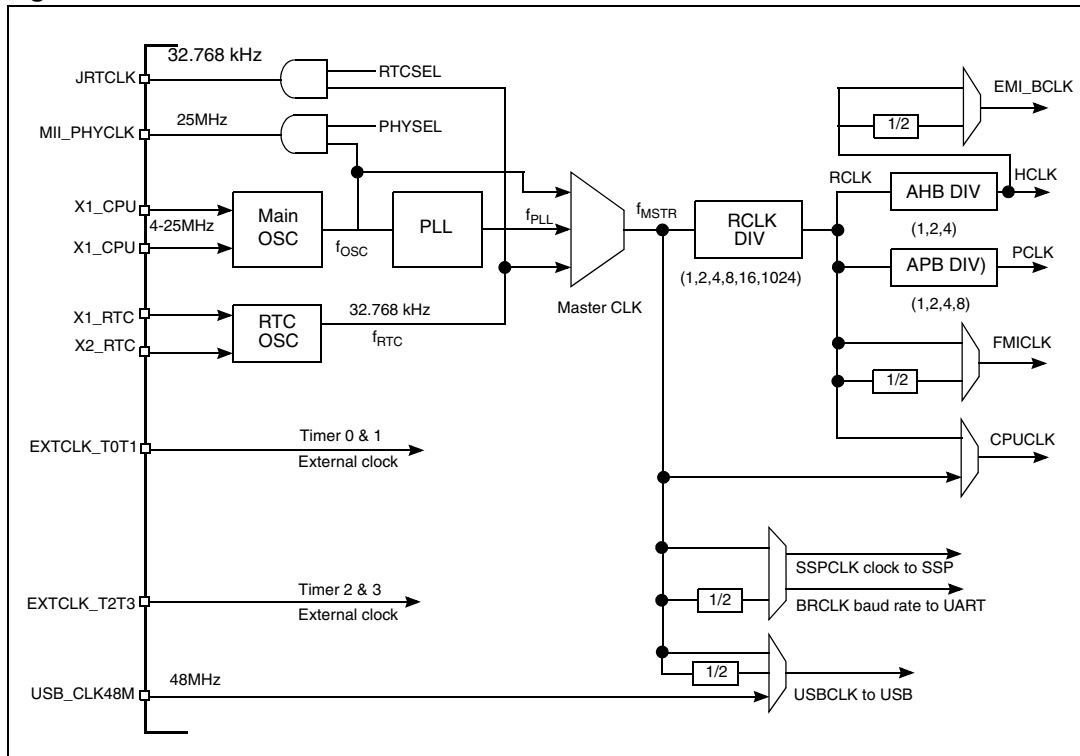 32.768 kHz
JRTCLK
RTCSEL
EMI_BCLK
MII_PHYCLK
25MHz
PHYSEL
1/2
RCLK
HCLK
AHB DIV
(1,2,4)
X1_CPU
4-25MHz
X1_CPU
Main
OSC
fOSC
PLL
fPLL
fMSTR
Master CLK
RCLK
DIV
(1,2,4,8,16,1024)
APB DIV)
PCLK
(1,2,4,8)
X1_RTC
X2_RTC
RTC
OSC
32.768 kHz
fRTC
FMICLK
1/2
EXTCLK_T0T1
Timer 0 & 1
External clock
CPUCLK
SSPCLK clock to SSP
1/2
BRCLK baud rate to UART
EXTCLK_T2T3
Timer 2 & 3
External clock
1/2
USB_CLK48M
48MHz
USBCLK to USB